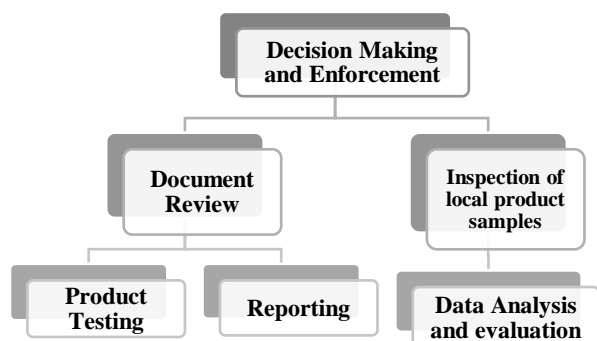 Decision Making
and Enforcement
Document
Review
Inspection of
local product
samples
Product
Testing
Reporting
Data Analysis
and evaluation